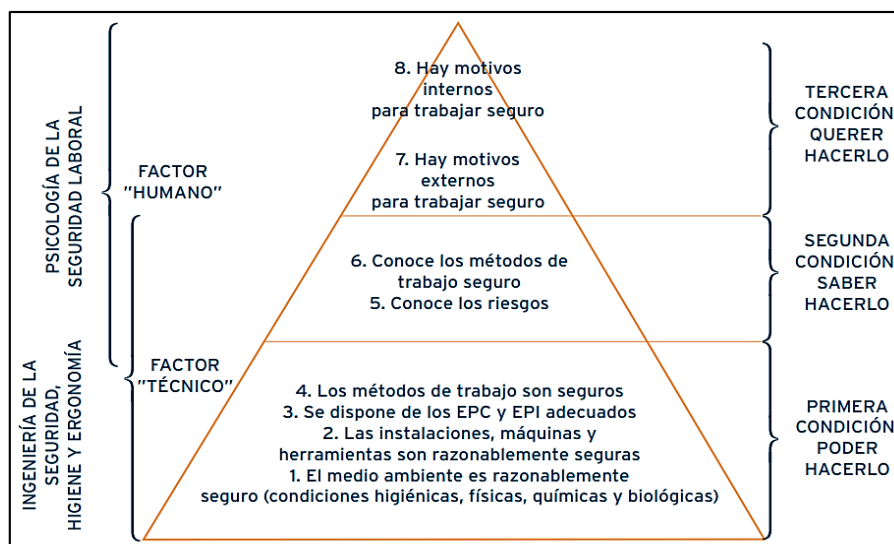 PSICOLOGÍA DE LA
SEGURIDAD LABORAL
INGENIERÍA DE LA
SEGURIDAD,
HIGIENE Y ERGONOMÍA
FACTOR
"HUMANO"
FACTOR
"TÉCNICO"
8. Hay motivos
internos
para trabajar seguro
7. Hay motivos
externos
para trabajar seguro
6. Conoce los métodos de
trabajo seguro
5. Conoce los riesgos
4. Los métodos de trabajo son seguros
3. Se dispone de los EPC y EPI adecuados
2. Las instalaciones, máquinas y
herramientas son razonablemente seguras
1. El medio ambiente es razonablemente
seguro (condiciones higiénicas, físicas, químicas y biológicas)
TERCERA
CONDICIÓN
QUERER
HACERLO
SEGUNDA
CONDICIÓN
SABER
HACERLO
PRIMERA
CONDICIÓN
PODER
HACERLO